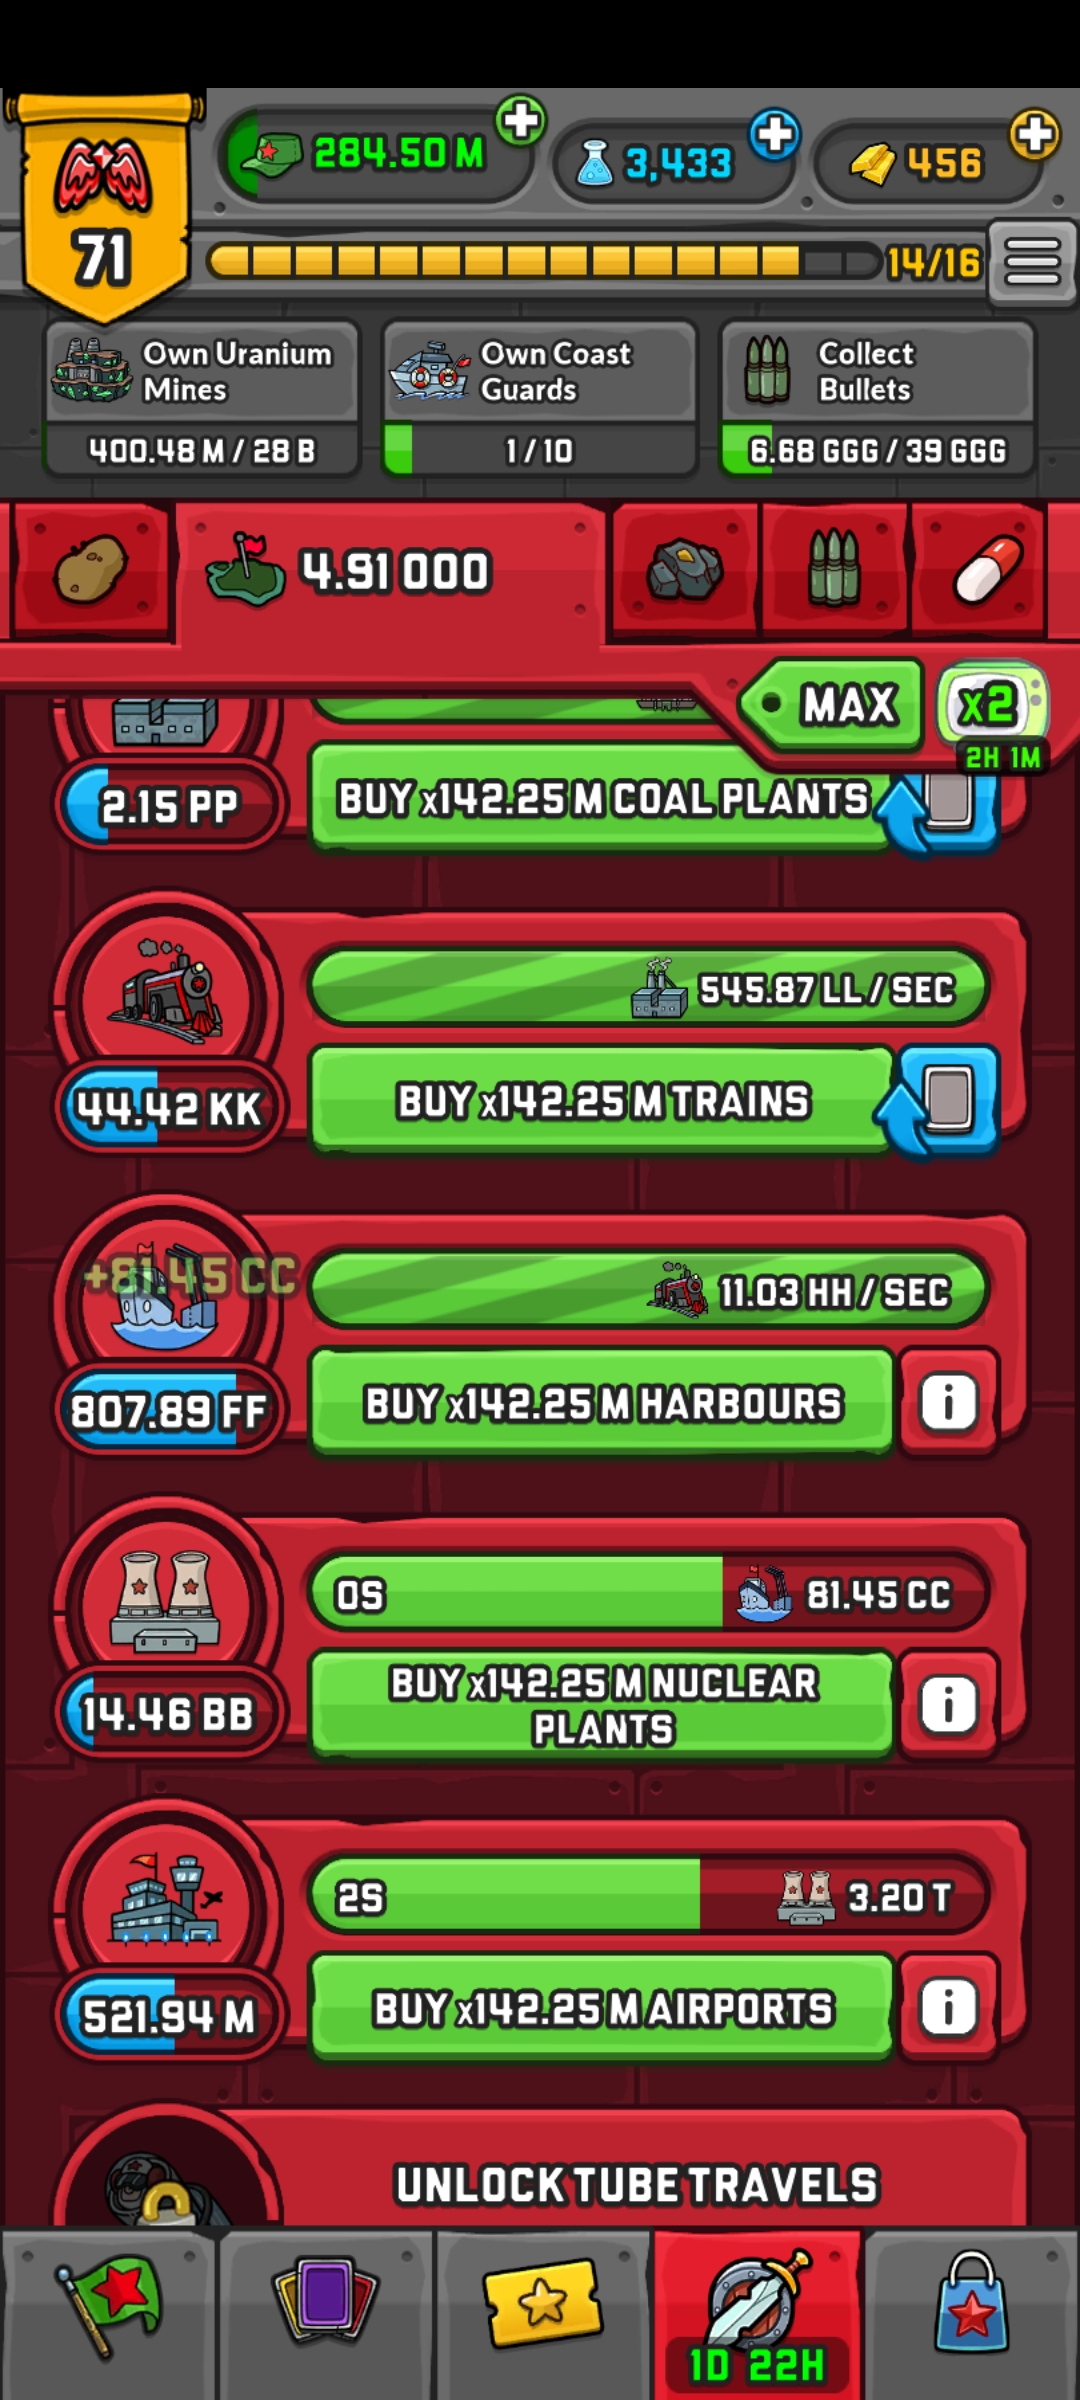 71
284.50 M
3,433
456
14/16
Own Uranium
Mines
400.48 M / 28 B
Own Coast
Guards
1 / 10
Collect
Bullets
6.68 GGG / 39 GGG
4.91 000
MAX
x2
2H 1M
2.15 PP
BUY x142.25 M COAL PLANTS
545.87 LL / SEC
44.42 KK
BUY x142.25 M TRAINS
+81.45 CC
11.03 HH / SEC
807.89 FF
BUY x142.25 M HARBOURS
0S
81.45 CC
14.46 BB
BUY x142.25 M NUCLEAR
PLANTS
2S
3.20 T
521.94 M
BUY x142.25 M AIRPORTS
UNLOCK TUBE TRAVELS
1D 22H